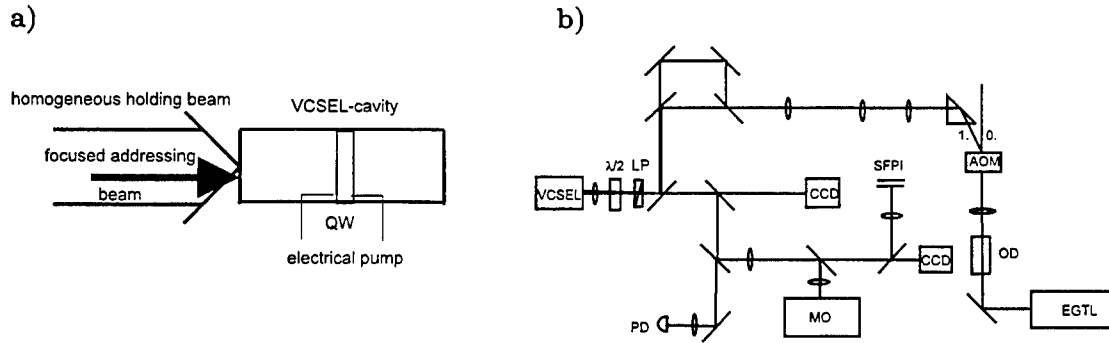 a)
homogeneous holding beam
VCSEL-cavity
focused addressing
beam
QW
electrical pump
b)
1.
0.
AOM
λ/2
LP
SFPI
VCSEL
CCD
OD
CCD
PD
MO
EGTL